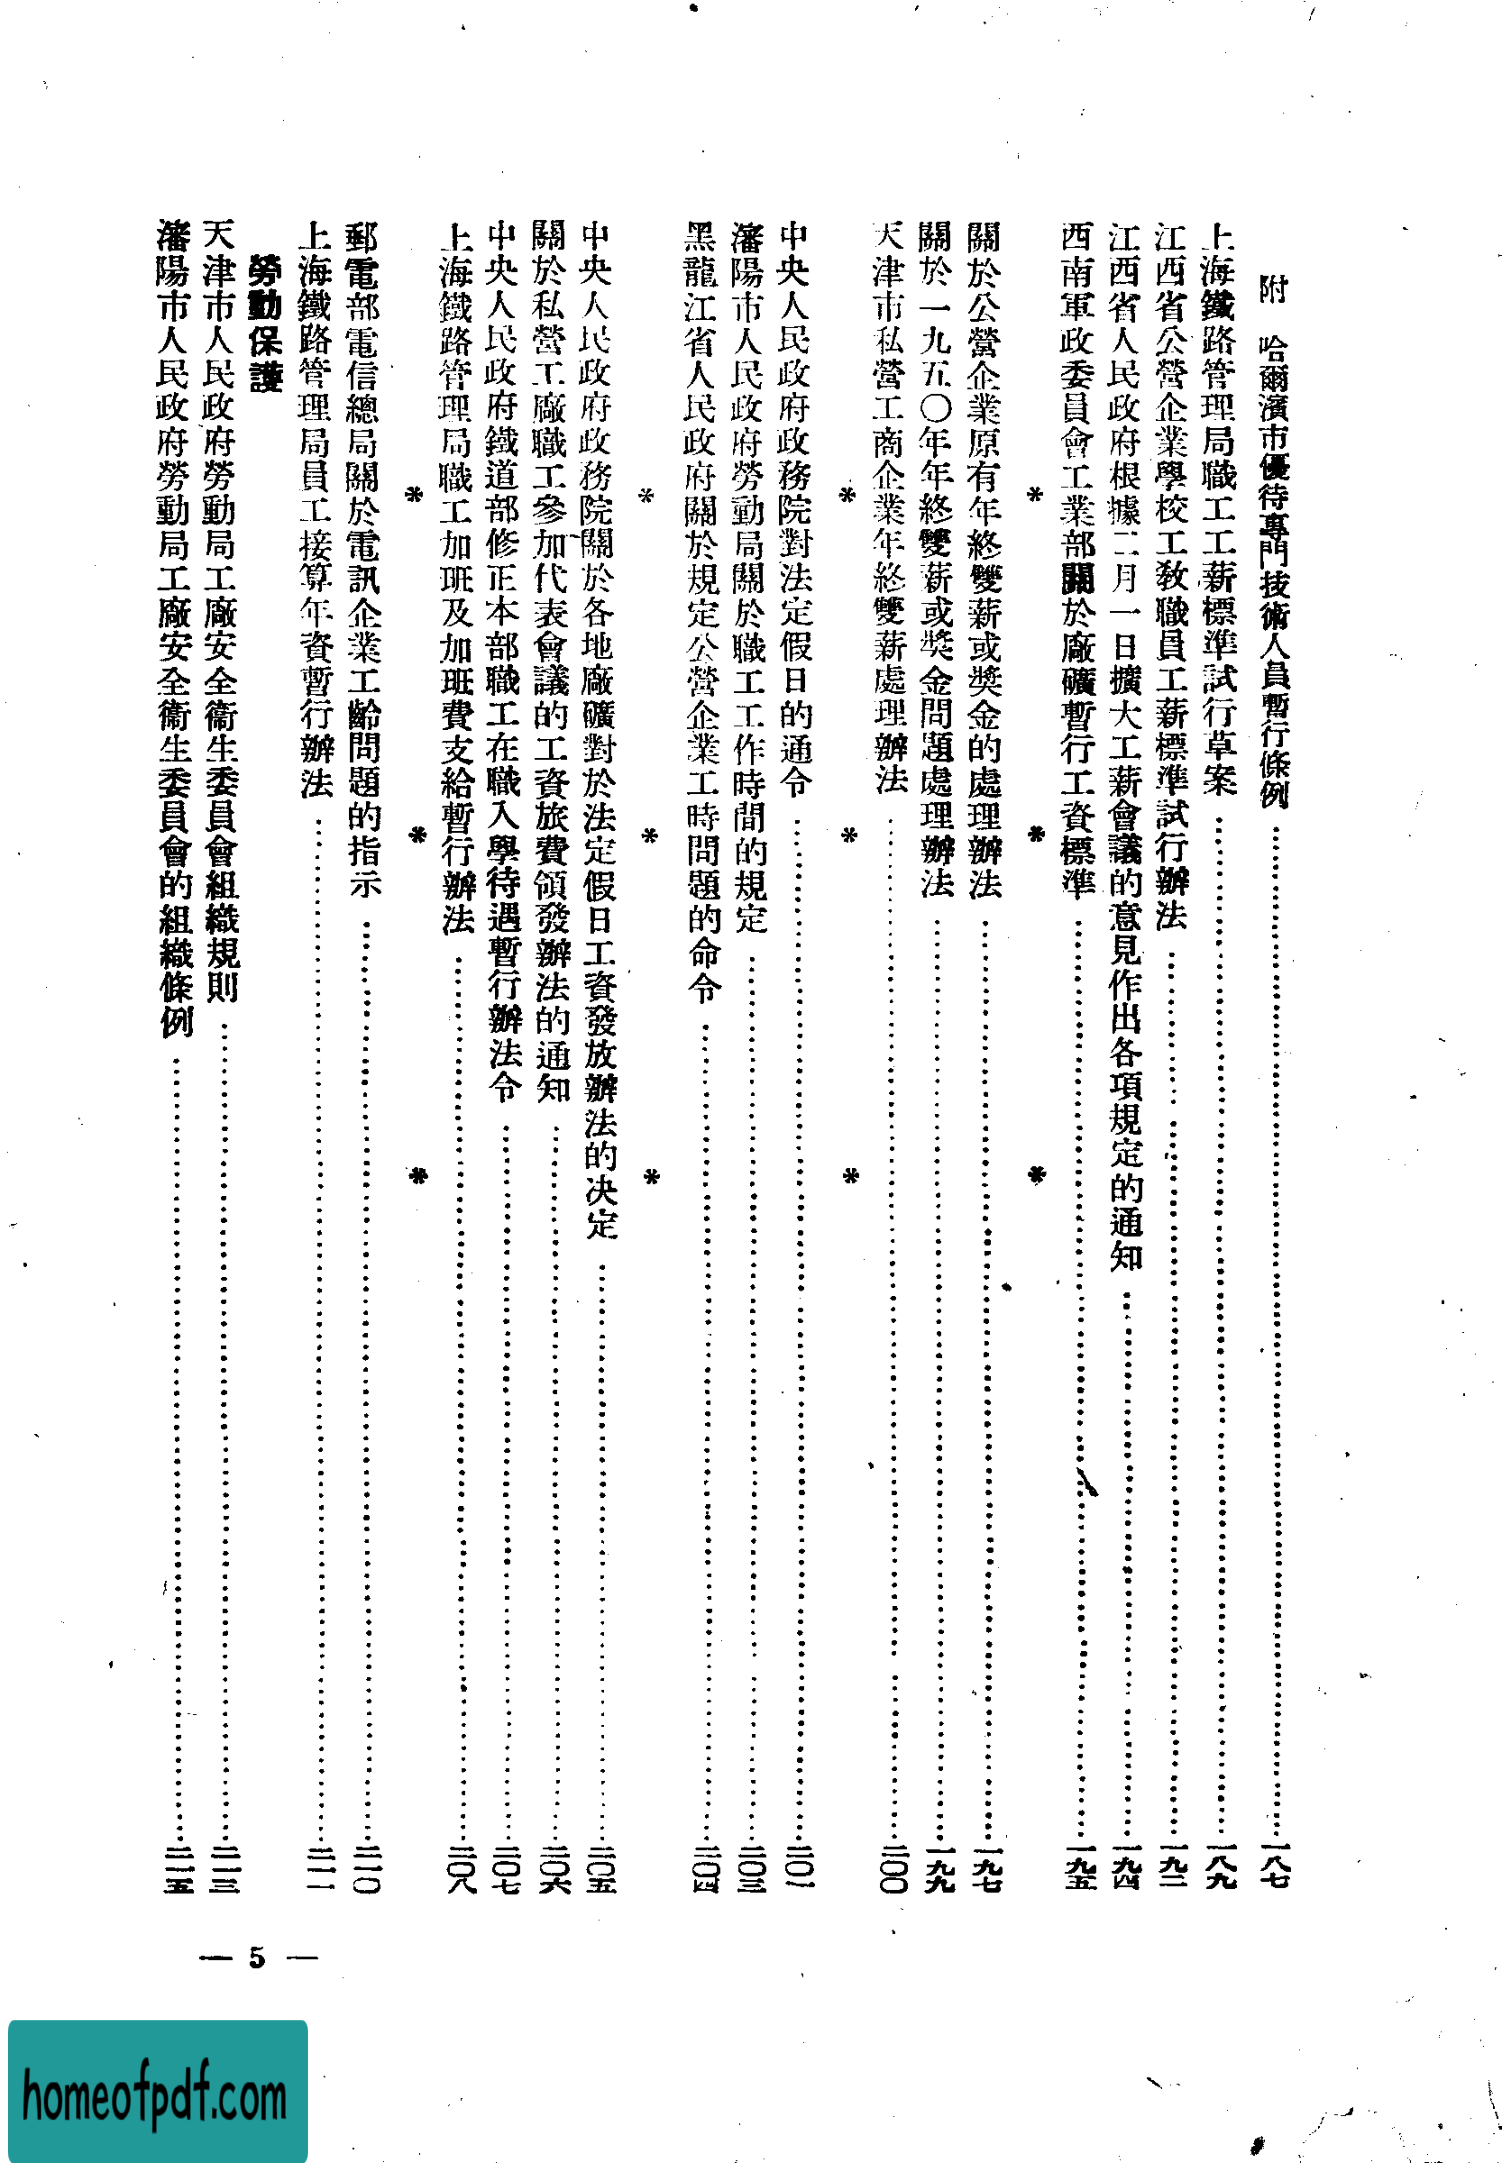 附　哈爾濱市優待專門技術人員暫行條例……一八七
上海鐵路管理局職工工薪標準試行草案……一八九
江西省公營企業學校工教職員工薪標準試行辦法……一九二
江西省人民政府根據二月一日擴大工薪會議的意見作出各項規定的通知……一九四
西南軍政委員會工業部關於廠礦暫行工資標準……一九五
* * *
關於公營企業原有年終雙薪或獎金的處理辦法……一九七
關於一九五〇年年終雙薪或獎金問題處理辦法……一九九
天津市私營工商企業年終雙薪處理辦法……二〇〇
* * *
中央人民政府政務院對法定假日的通令……二〇一
瀋陽市人民政府勞動局關於職工工作時間的規定……二〇三
黑龍江省人民政府關於規定公營企業工時問題的命令……二〇四
* * *
中央人民政府政務院關於各地廠礦對於法定假日工資發放辦法的決定……二〇五
關於私營工廠職工參加代表會議的工資旅費領發辦法的通知……二〇六
中央人民政府鐵道部修正本部職工在職入學待遇暫行辦法令……二〇七
上海鐵路管理局職工加班及加班費支給暫行辦法……二〇八
* * *
郵電部電信總局關於電訊企業工齡問題的指示……二一〇
上海鐵路管理局員工接算年資暫行辦法……二一一
勞動保護
天津市人民政府勞動局工廠安全衞生委員會組織規則……二一三
瀋陽市人民政府勞動局工廠安全衞生委員會的組織條例……二一五
— 5 —
homeofpdf.com